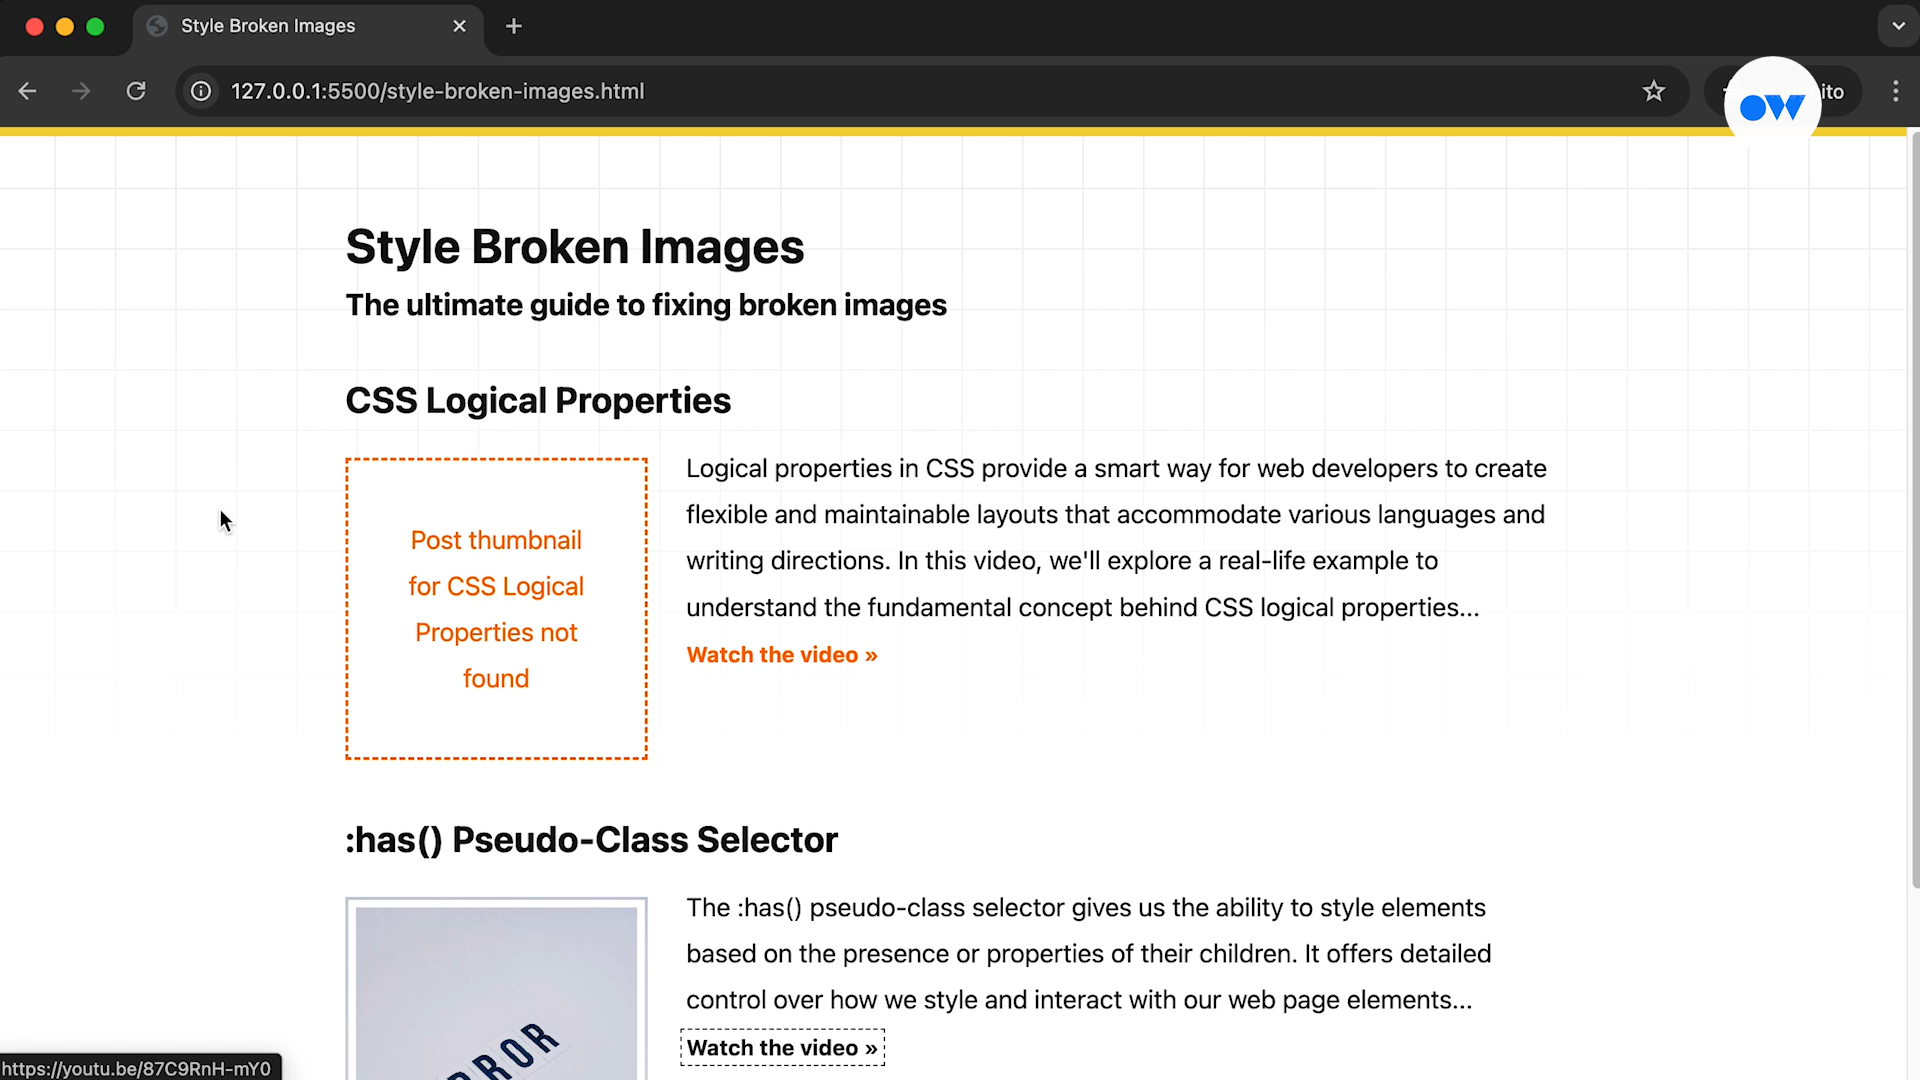 Style Broken Images
127.0.0.1:5500/style-broken-images.html
ito
OW
Style Broken Images
The ultimate guide to fixing broken images
CSS Logical Properties
Post thumbnail
for CSS Logical
Properties not
found
Logical properties in CSS provide a smart way for web developers to create
flexible and maintainable layouts that accommodate various languages and
writing directions. In this video, we'll explore a real-life example to
understand the fundamental concept behind CSS logical properties...
Watch the video »
:has() Pseudo-Class Selector
RROR
The :has() pseudo-class selector gives us the ability to style elements
based on the presence or properties of their children. It offers detailed
control over how we style and interact with our web page elements...
Watch the video »
https://youtu.be/87C9RnH-mY0